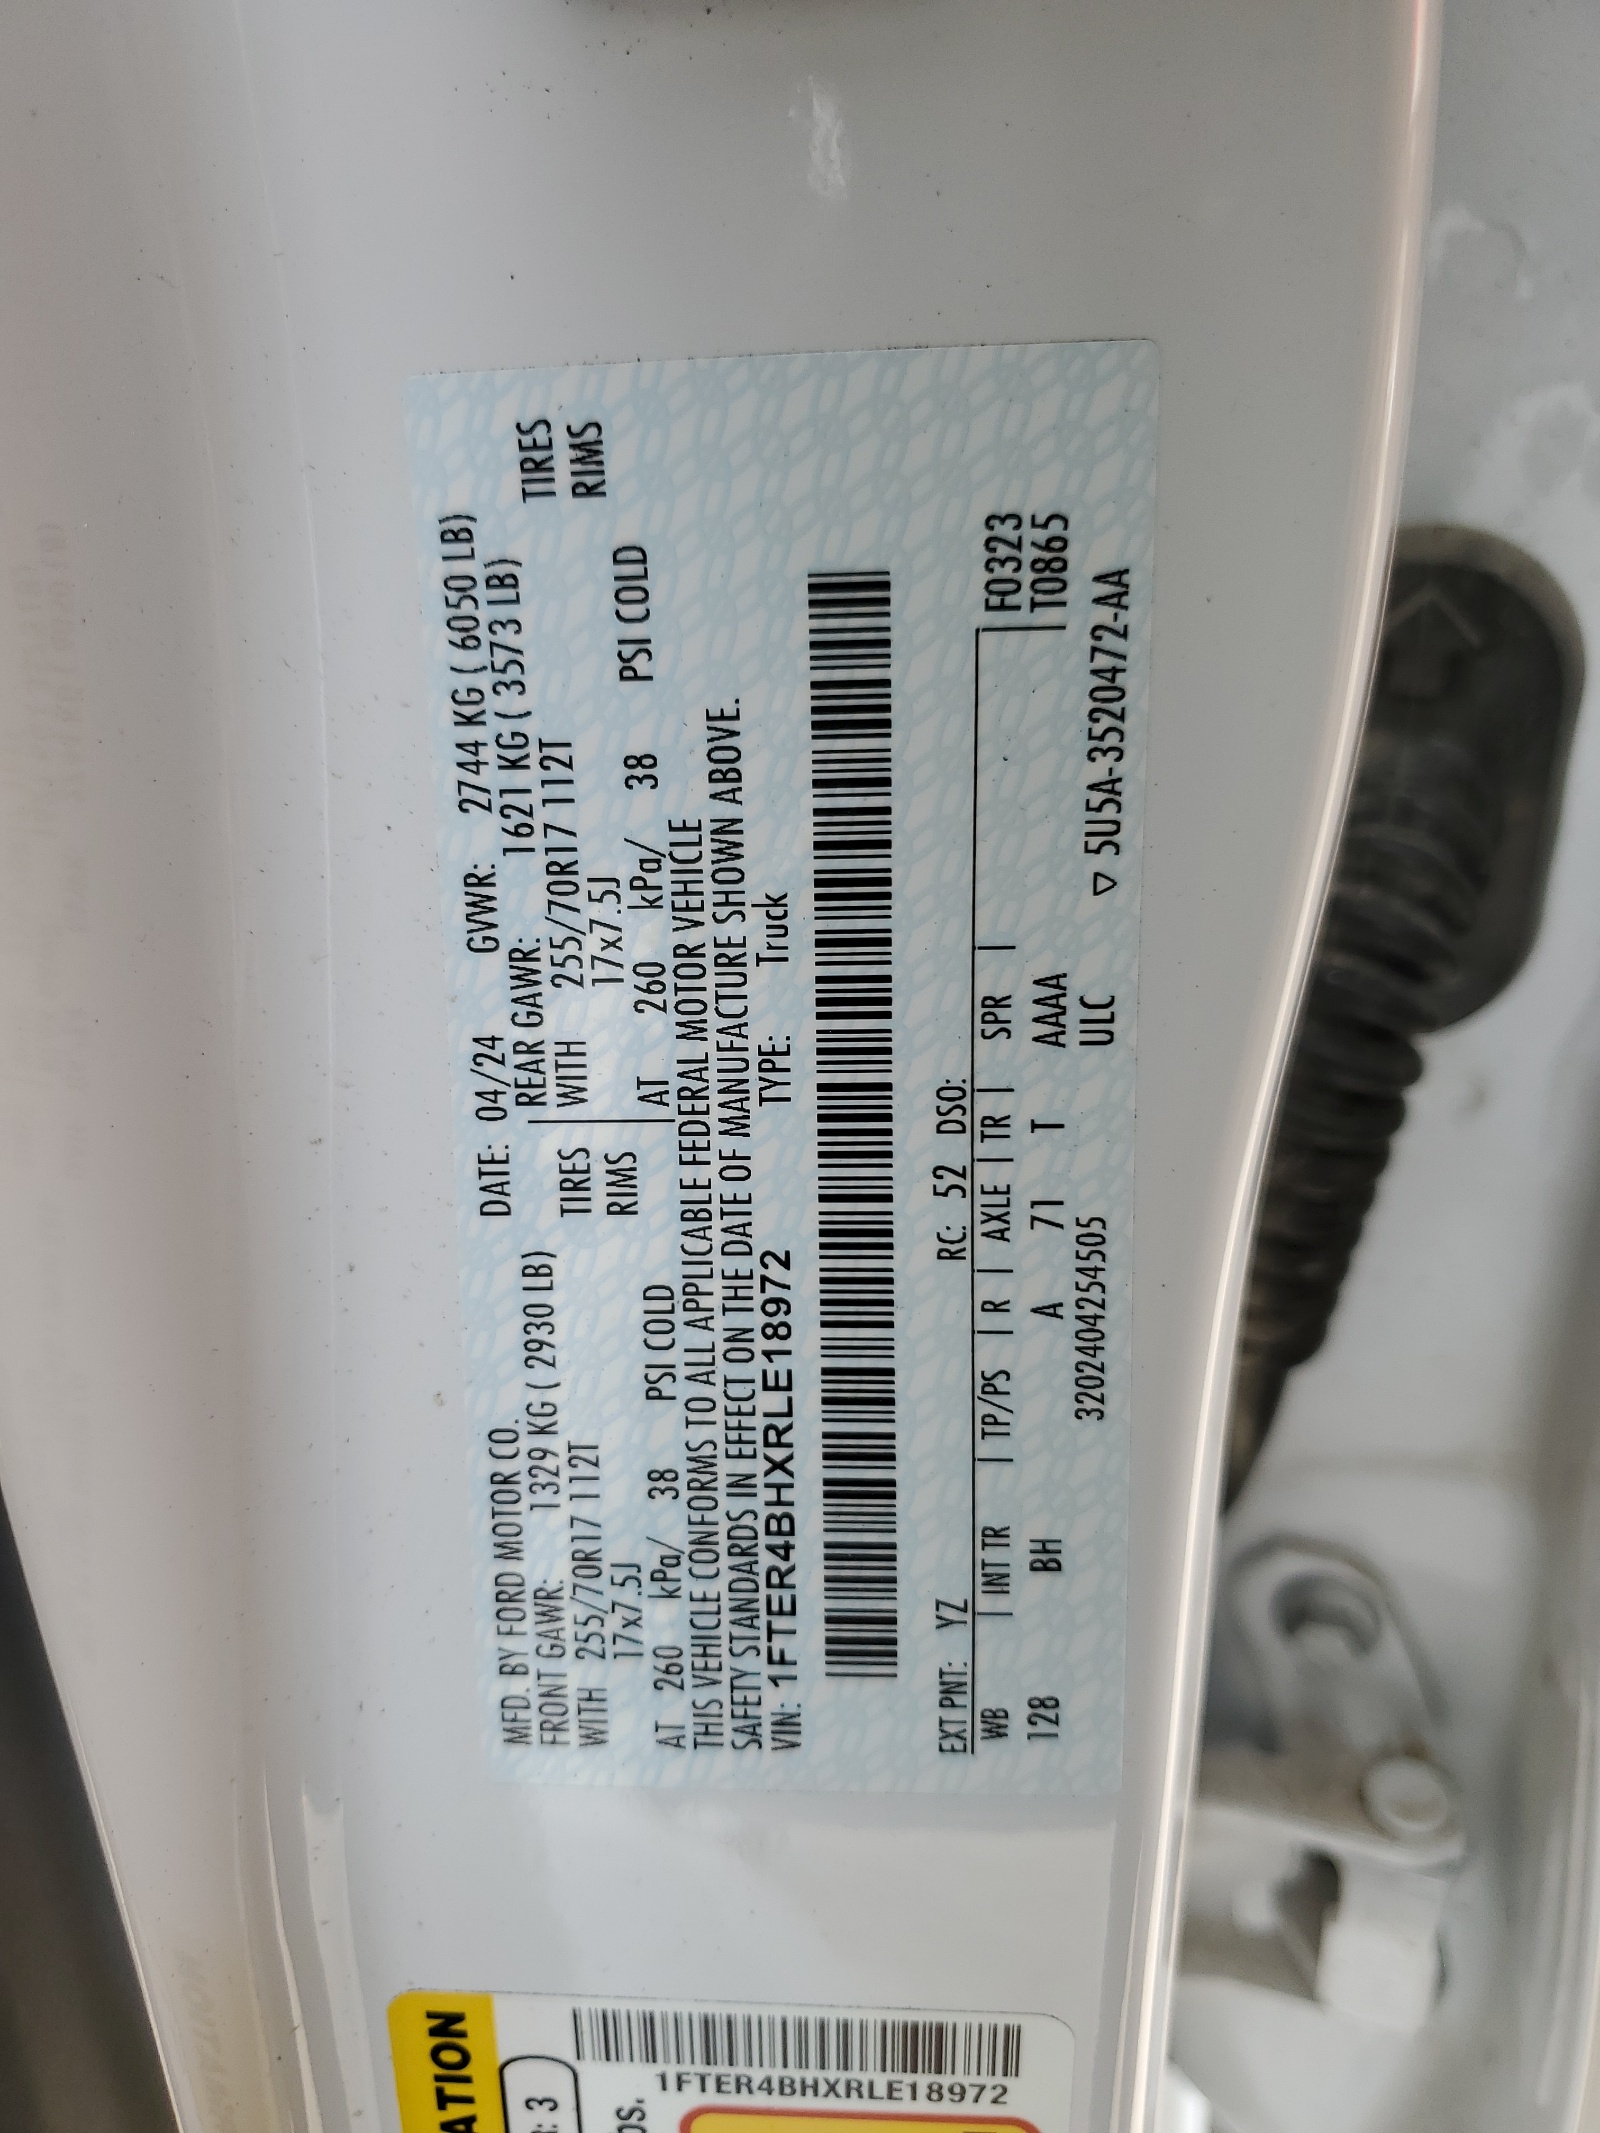 MFD. BY FORD MOTOR CO.
DATE: 04/24 GVWR: 2744 KG ( 6050 LB)
FRONT GAWR: 1329 KG ( 2930 LB) REAR GAWR: 1621 KG ( 3573 LB)
WITH 255/70R17 112T TIRES WITH 255/70R17 112T TIRES
17x7.5J RIMS 17x7.5J RIMS
AT 260 kPa/ 38 PSI COLD AT 260 kPa/ 38 PSI COLD
THIS VEHICLE CONFORMS TO ALL APPLICABLE FEDERAL MOTOR VEHICLE
SAFETY STANDARDS IN EFFECT ON THE DATE OF MANUFACTURE SHOWN ABOVE.
VIN: 1FTER4BHXRLE18972 TYPE: Truck
EXT PNT: YZ RC: 52 DSO:
WB | INT TR | TP/PS | R | AXLE | TR | SPR | F0323
128 BH A 71 T AAAA T0865
320240425​4505 ULC ▽ 5U5A-3520472-AA
ATION
: 3
os.
1FTER4BHXRLE18972